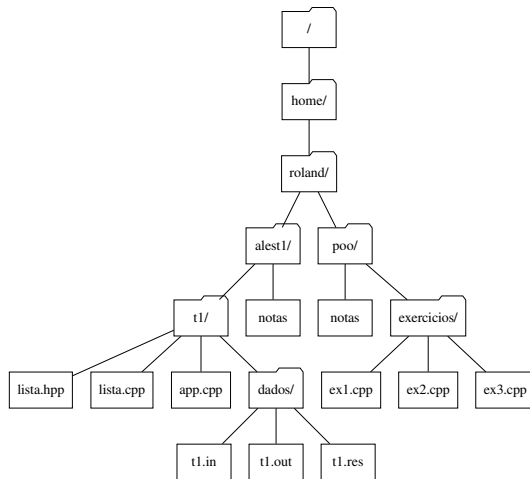 /
home/
roland/
alest1/ poo/
t1/ notas notas exercicios/
lista.hpp lista.cpp app.cpp dados/ ex1.cpp ex2.cpp ex3.cpp
t1.in t1.out t1.res